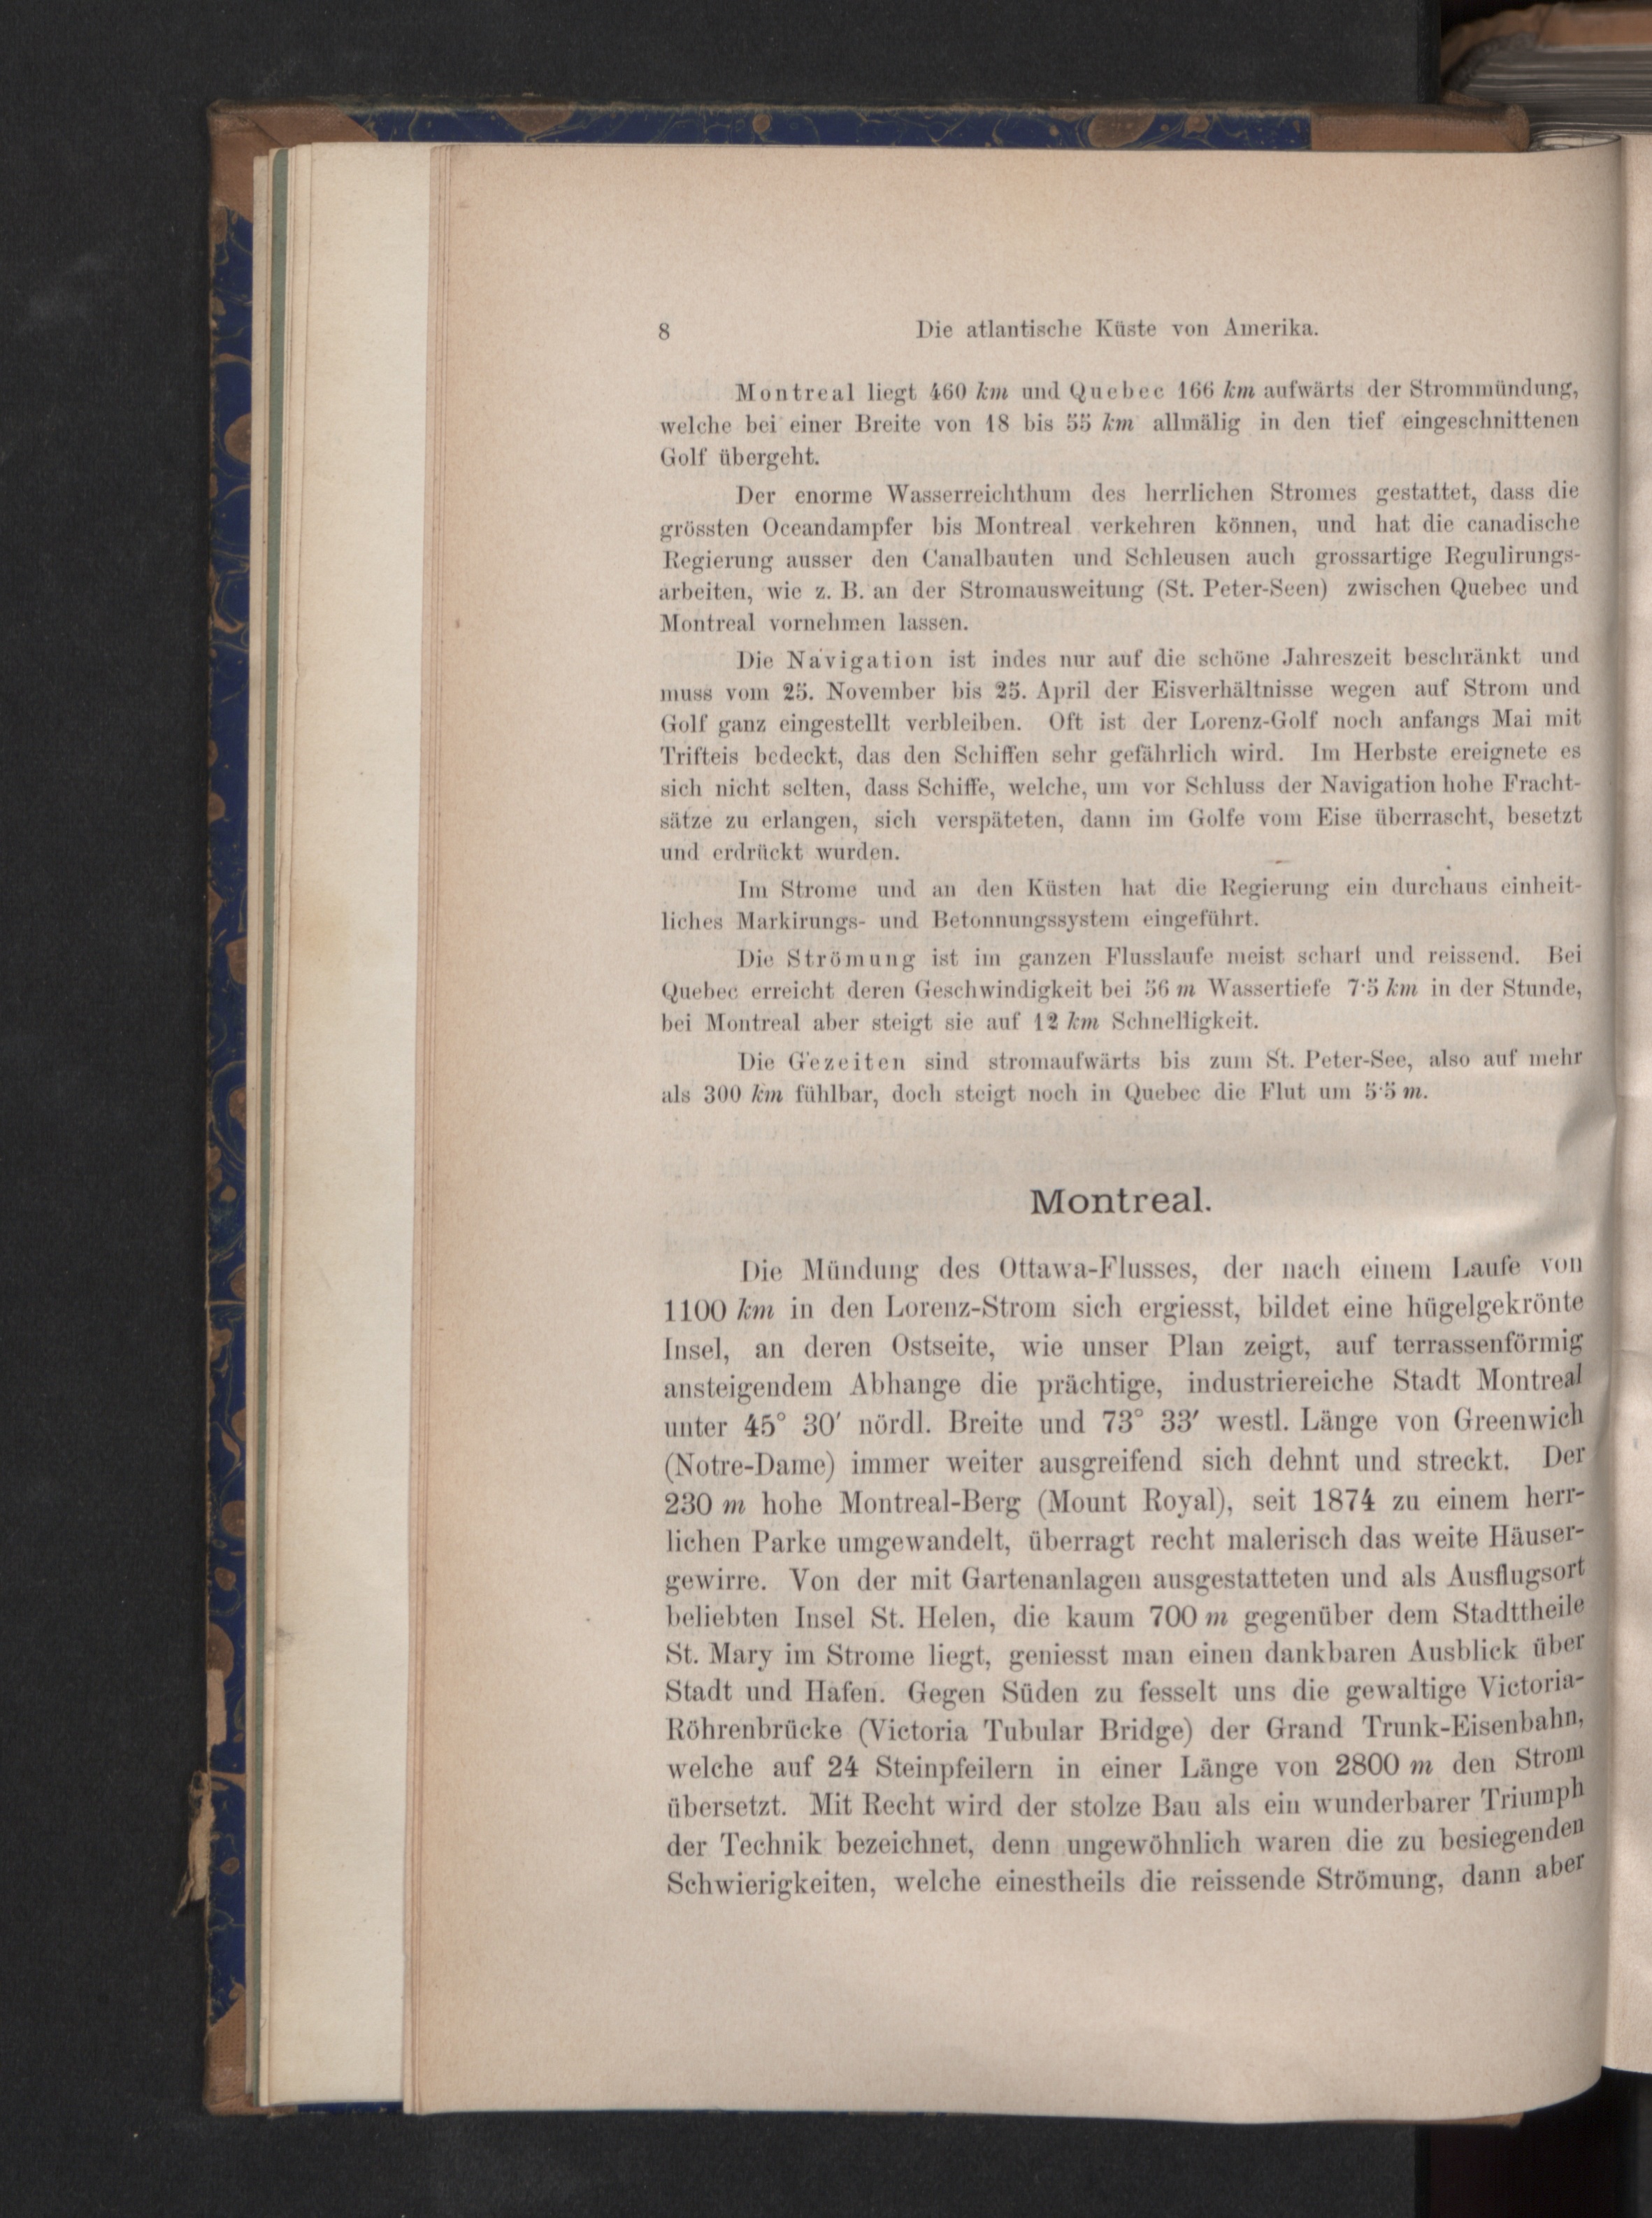 8 Die atlantische Küste von Amerika.
Montreal liegt 460 km und Quebec 166 km aufwärts der Strommündung,
welche bei einer Breite von 18 bis 55 km allmälig in den tief eingeschnittenen
Golf übergeht.
Der enorme Wasserreichthum des herrlichen Stromes gestattet, dass die
grössten Oceandampfer bis Montreal verkehren können, und hat die canadische
Regierung ausser den Canalbauten und Schleusen auch grossartige Regulirungs-
arbeiten, wie z. B. an der Stromausweitung (St. Peter-Seen) zwischen Quebec und
Montreal vornehmen lassen.
Die Navigation ist indes nur auf die schöne Jahreszeit beschränkt und
muss vom 25. November bis 25. April der Eisverhältnisse wegen auf Strom und
Golf ganz eingestellt verbleiben. Oft ist der Lorenz-Golf noch anfangs Mai mit
Trifteis bedeckt, das den Schiffen sehr gefährlich wird. Im Herbste ereignete es
sich nicht selten, dass Schiffe, welche, um vor Schluss der Navigation hohe Fracht-
sätze zu erlangen, sich verspäteten, dann im Golfe vom Eise überrascht, besetzt
und erdrückt wurden.
Im Strome und an den Küsten hat die Regierung ein durchaus einheit-
liches Markirungs- und Betonnungssystem eingeführt.
Die Strömung ist im ganzen Flusslaufe meist scharf und reissend. Bei
Quebec erreicht deren Geschwindigkeit bei 56 m Wassertiefe 7·5 km in der Stunde,
bei Montreal aber steigt sie auf 12 km Schnelligkeit.
Die Gezeiten sind stromaufwärts bis zum St. Peter-See, also auf mehr
als 300 km fühlbar, doch steigt noch in Quebec die Flut um 5·5 m.
Montreal.
Die Mündung des Ottawa-Flusses, der nach einem Laufe von
1100 km in den Lorenz-Strom sich ergiesst, bildet eine hügelgekrönte
Insel, an deren Ostseite, wie unser Plan zeigt, auf terrassenförmig
ansteigendem Abhange die prächtige, industriereiche Stadt Montreal
unter 45° 30′ nördl. Breite und 73° 33′ westl. Länge von Greenwich
(Notre-Dame) immer weiter ausgreifend sich dehnt und streckt. Der
230 m hohe Montreal-Berg (Mount Royal), seit 1874 zu einem herr-
lichen Parke umgewandelt, überragt recht malerisch das weite Häuser-
gewirre. Von der mit Gartenanlagen ausgestatteten und als Ausflugsort
beliebten Insel St. Helen, die kaum 700 m gegenüber dem Stadttheile
St. Mary im Strome liegt, geniesst man einen dankbaren Ausblick über
Stadt und Hafen. Gegen Süden zu fesselt uns die gewaltige Victoria-
Röhrenbrücke (Victoria Tubular Bridge) der Grand Trunk-Eisenbahn,
welche auf 24 Steinpfeilern in einer Länge von 2800 m den Strom
übersetzt. Mit Recht wird der stolze Bau als ein wunderbarer Triumph
der Technik bezeichnet, denn ungewöhnlich waren die zu besiegenden
Schwierigkeiten, welche einestheils die reissende Strömung, dann aber